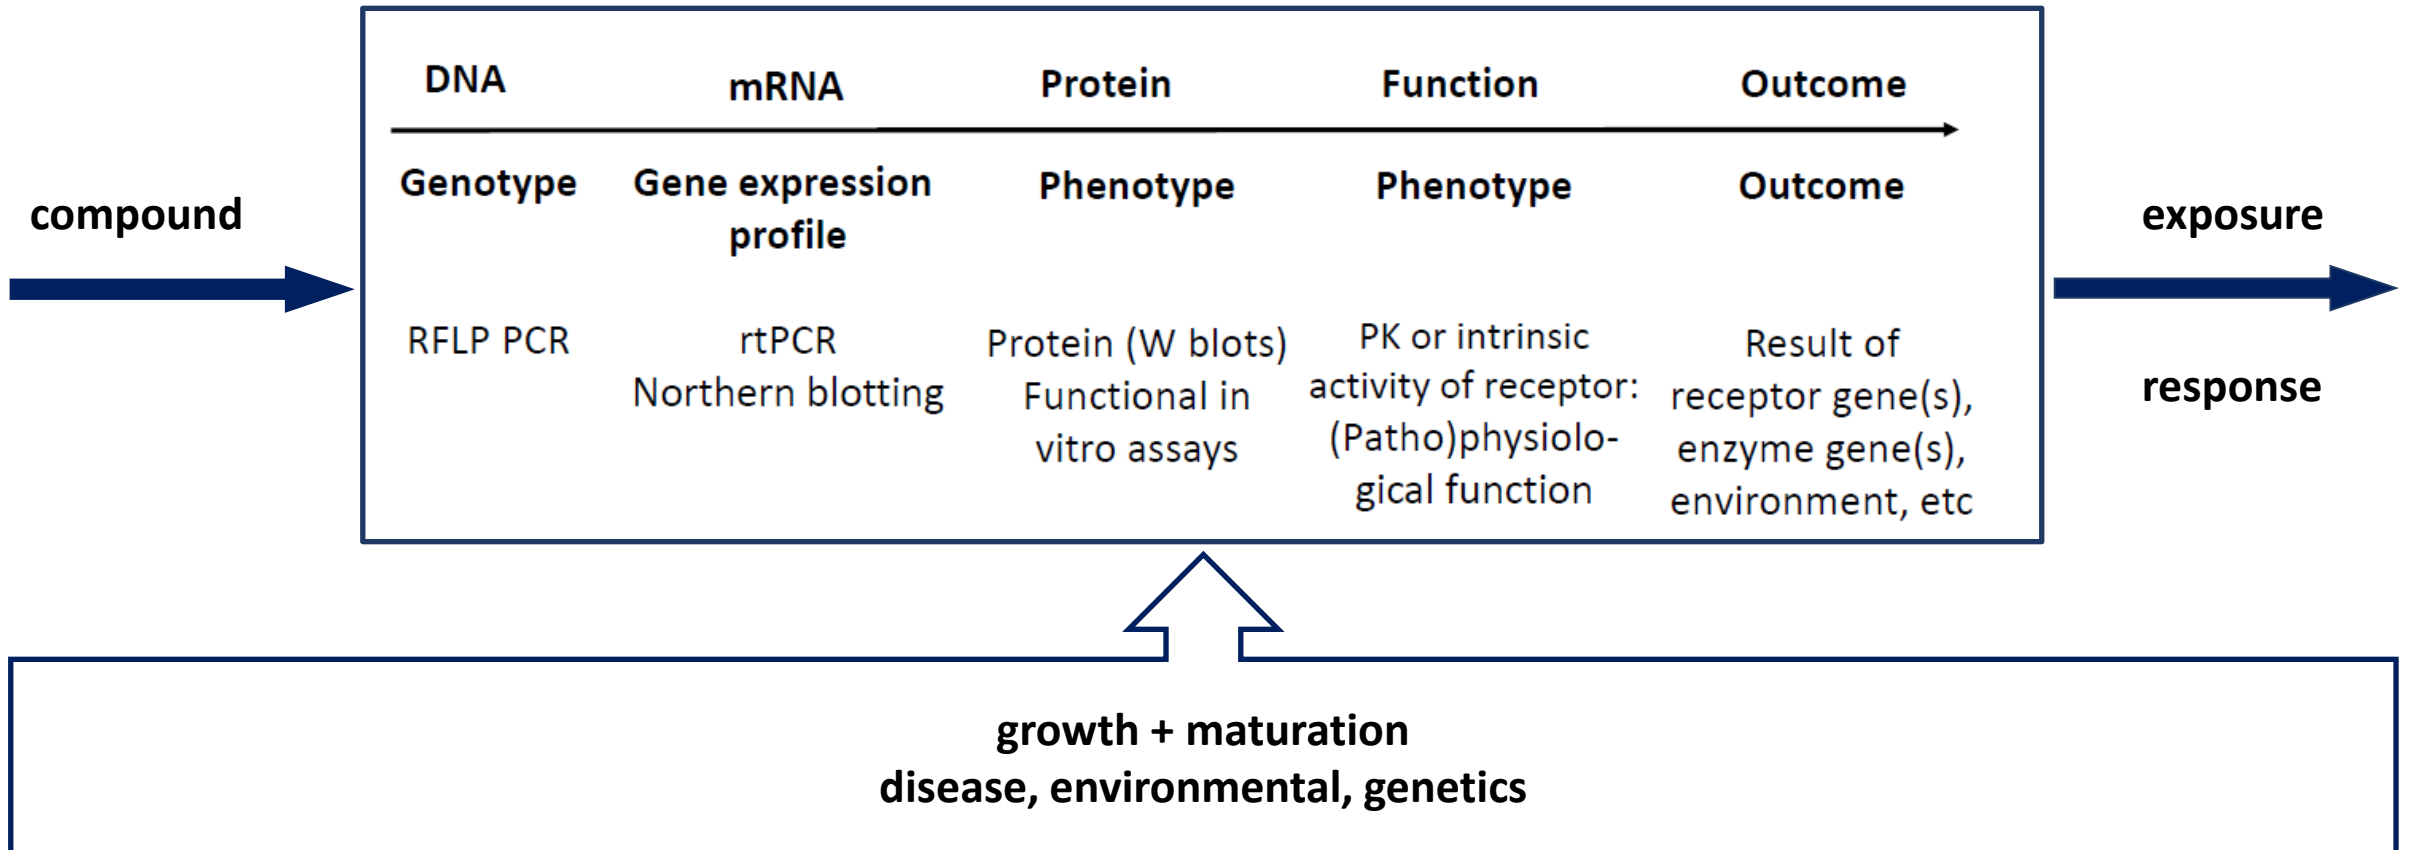 DNA
mRNA
Protein
Function
Outcome
Genotype
Gene expression
profile
Phenotype
Phenotype
Outcome
compound
exposure
response
RFLP PCR
rtPCR
Northern blotting
Protein (W blots)
Functional in
vitro assays
PK or intrinsic
activity of receptor:
(Patho)physiolo-
gical function
Result of
receptor gene(s),
enzyme gene(s),
environment, etc
growth + maturation
disease, environmental, genetics